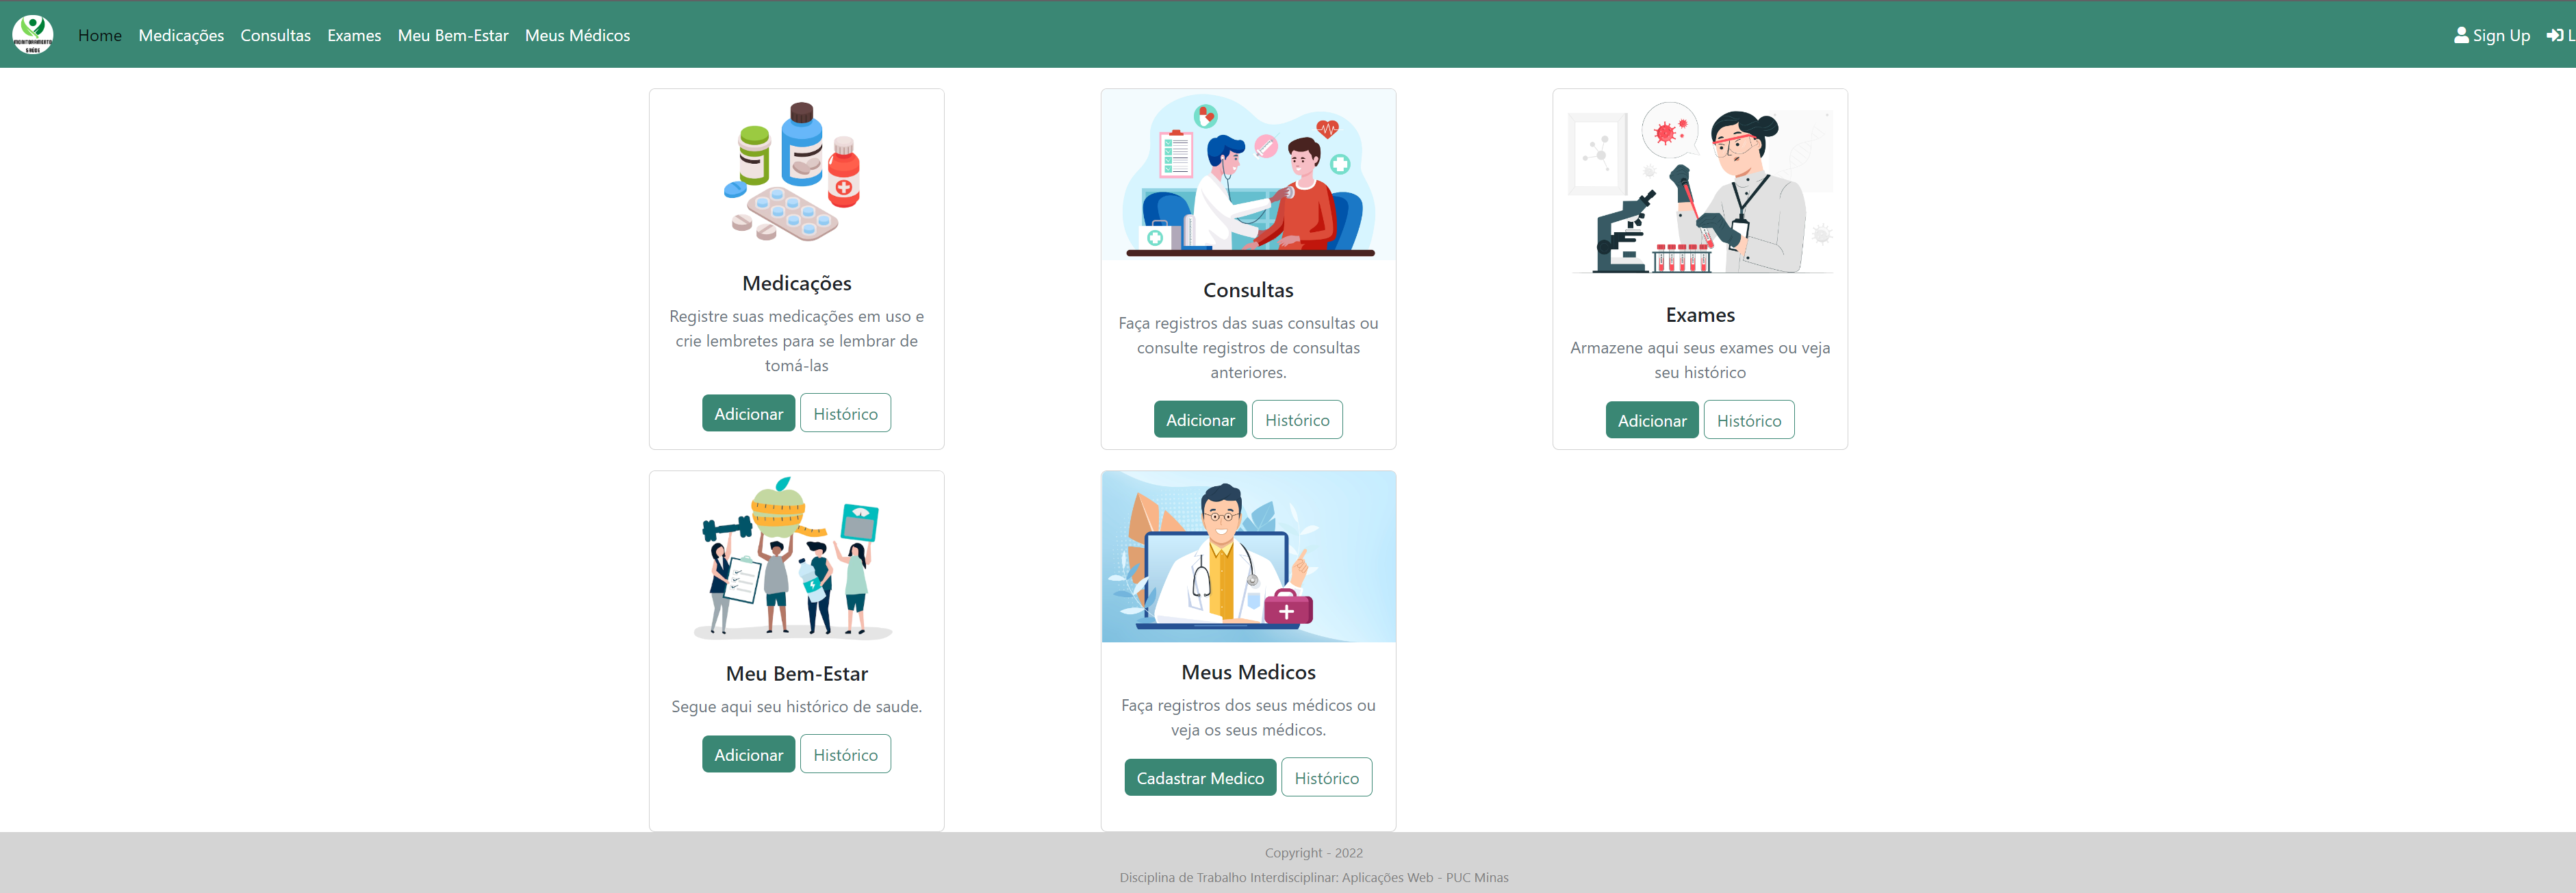 MONITORAMENTO
SAÚDE
Home Medicações Consultas Exames Meu Bem-Estar Meus Médicos
Sign Up
Medicações
Registre suas medicações em uso e
crie lembretes para se lembrar de
tomá-las
Adicionar Histórico
Consultas
Faça registros das suas consultas ou
consulte registros de consultas
anteriores.
Adicionar Histórico
Exames
Armazene aqui seus exames ou veja
seu histórico
Adicionar Histórico
Meu Bem-Estar
Segue aqui seu histórico de saude.
Adicionar Histórico
Meus Medicos
Faça registros dos seus médicos ou
veja os seus médicos.
Cadastrar Medico Histórico
Copyright - 2022
Disciplina de Trabalho Interdisciplinar: Aplicações Web - PUC Minas